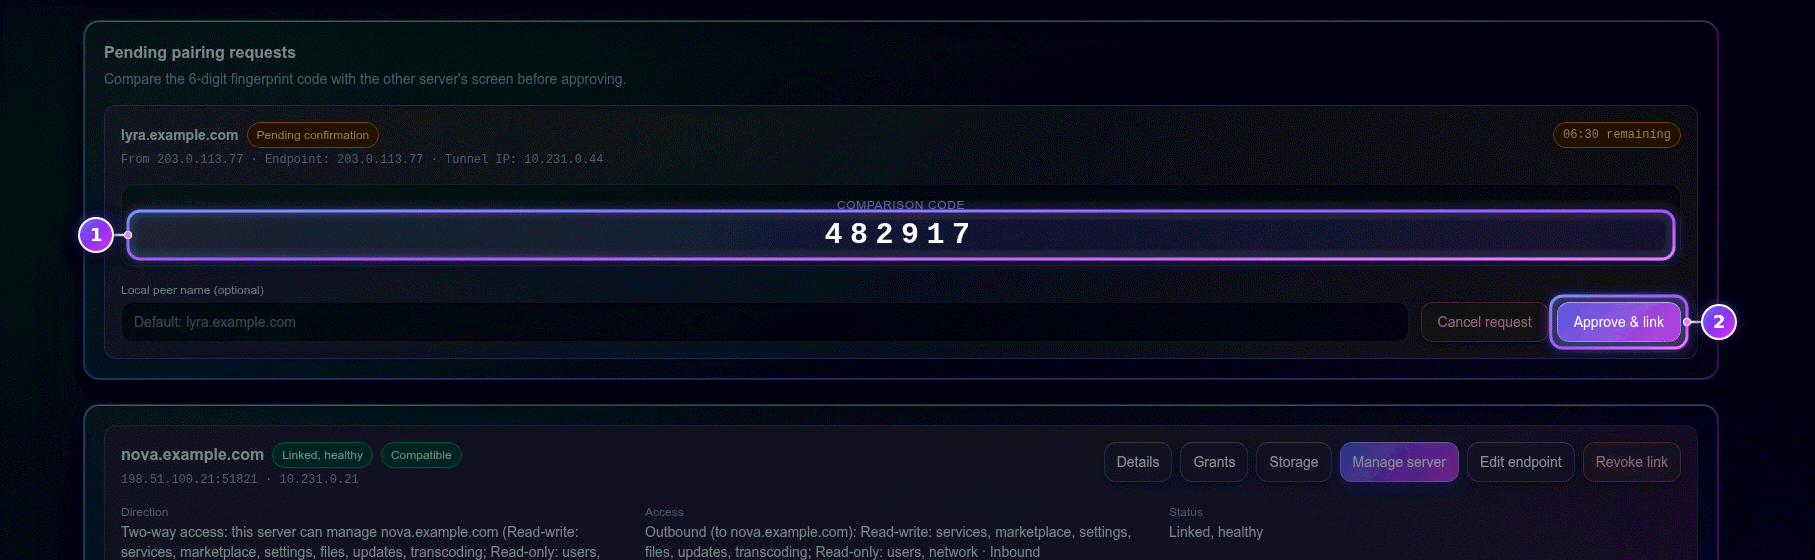 Pending pairing requests
Compare the 6-digit fingerprint code with the other server's screen before approving.
lyra.example.com Pending confirmation 06:30 remaining
From 203.0.113.77 · Endpoint: 203.0.113.77 · Tunnel IP: 10.231.0.44
COMPARISON CODE
1 482917
Local peer name (optional)
Default: lyra.example.com Cancel request Approve & link 2
nova.example.com Linked, healthy Compatible Details Grants Storage Manage server Edit endpoint Revoke link
198.51.100.21:51821 · 10.231.0.21
Direction Access Status
Two-way access: this server can manage nova.example.com (Read-write: Outbound (to nova.example.com): Read-write: services, marketplace, settings, Linked, healthy
services, marketplace, settings, files, updates, transcoding; Read-only: users, files, updates, transcoding; Read-only: users, network · Inbound